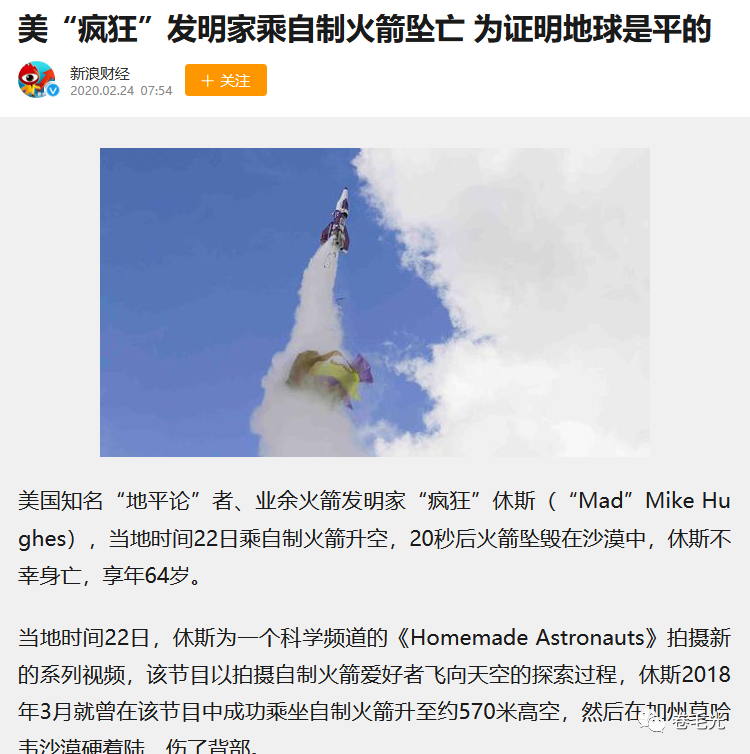 美“疯狂”发明家乘自制火箭坠亡 为证明地球是平的
新浪财经
2020.02.24 07:54
+ 关注
美国知名“地平论”者、业余火箭发明家“疯狂”休斯（“Mad”Mike Hu
ghes），当地时间22日乘自制火箭升空，20秒后火箭坠毁在沙漠中，休斯不
幸身亡，享年64岁。
当地时间22日，休斯为一个科学频道的《Homemade Astronauts》拍摄新
的系列视频，该节目以拍摄自制火箭爱好者飞向天空的探索过程，休斯2018
年3月就曾在该节目中成功乘坐自制火箭升至约570米高空，然后在加州莫哈
卷毛光
韦沙漠硬着陆，伤了背部。